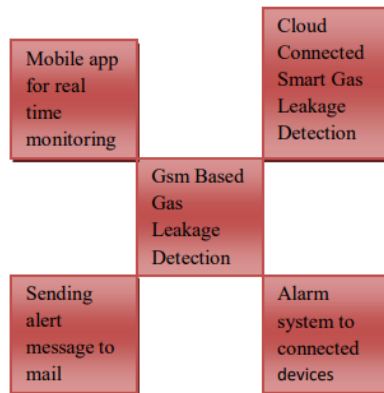 Mobile app
for real
time
monitoring
Cloud
Connected
Smart Gas
Leakage
Detection
Gsm Based
Gas
Leakage
Detection
Sending
alert
message to
mail
Alarm
system to
connected
devices